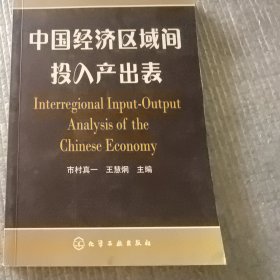 中国经济区域间
投入产出表
Interregional Input-Output
Analysis of the
Chinese Economy
市村真一 王慧炯 主编
化学工业出版社